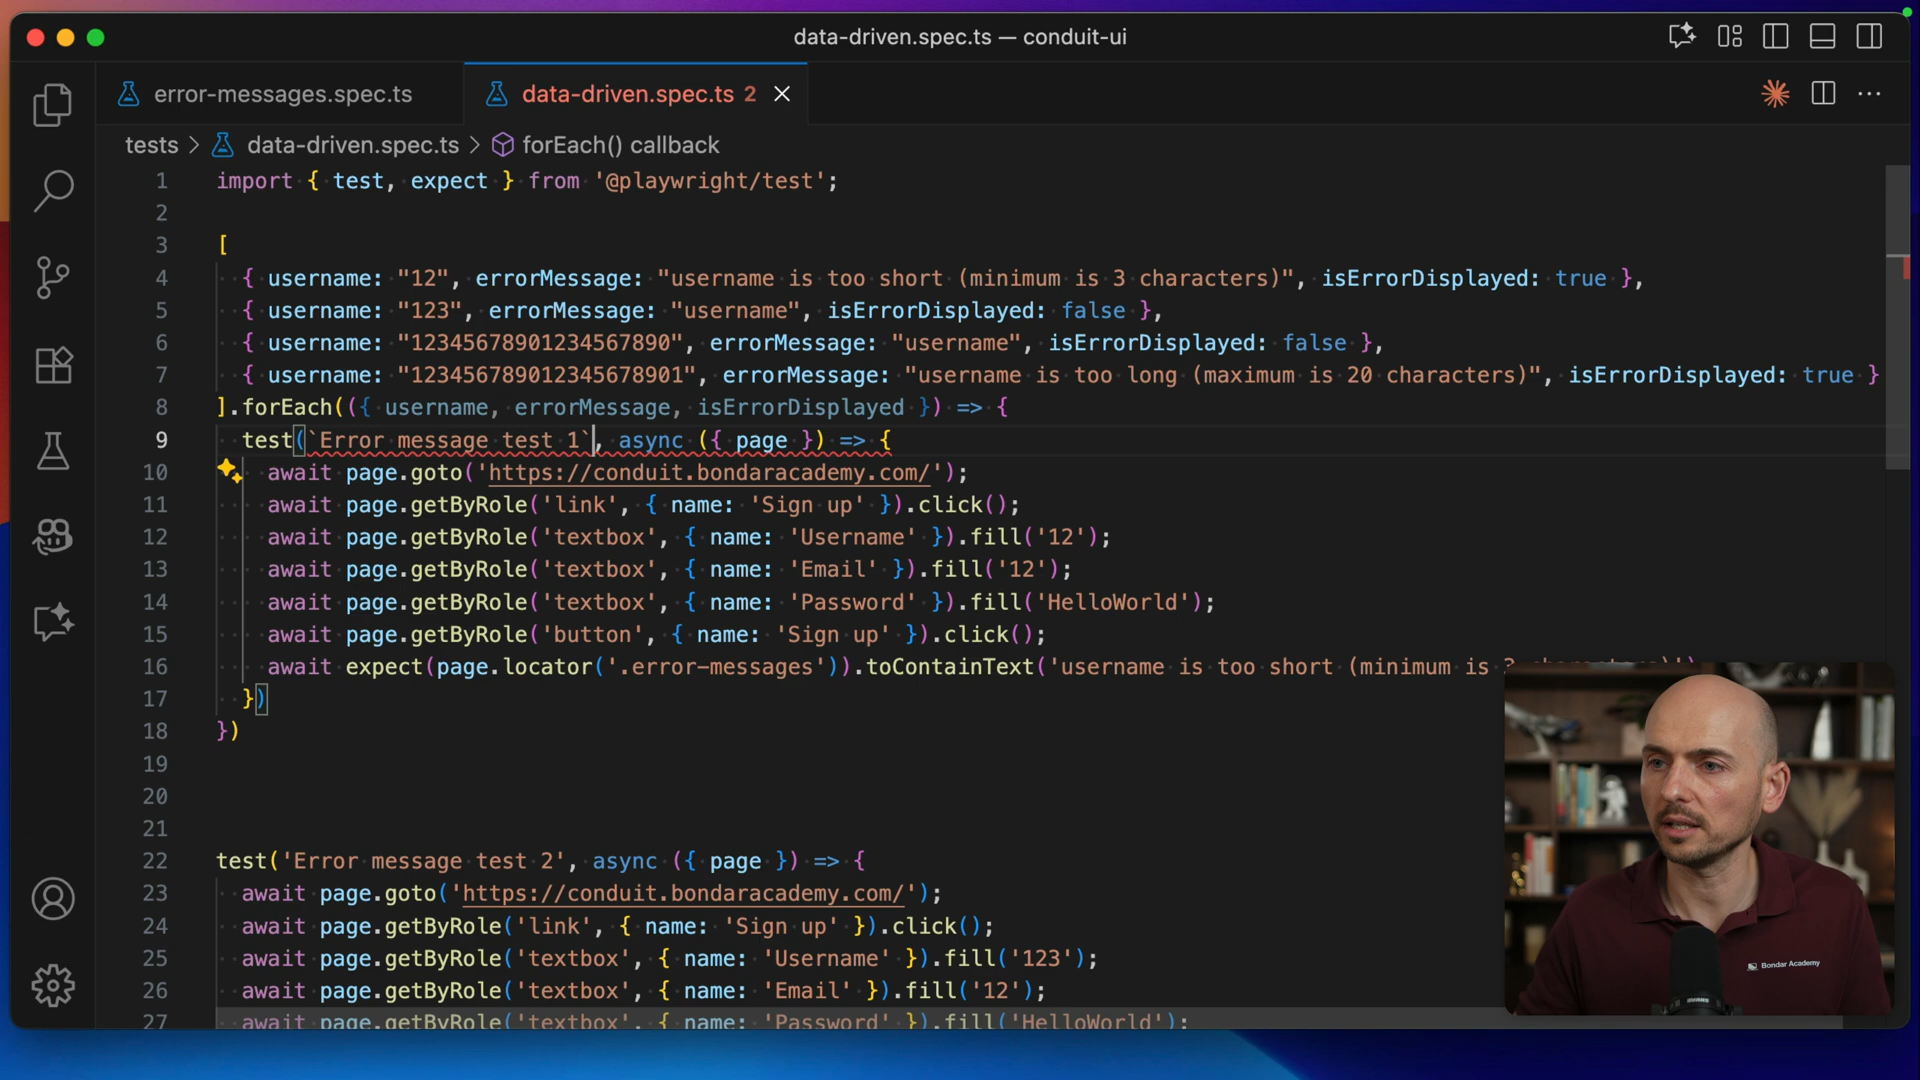 data-driven.spec.ts — conduit-ui
error-messages.spec.ts
data-driven.spec.ts 2
tests > data-driven.spec.ts > forEach() callback
1 import { test, expect } from '@playwright/test';
2
3 [
4 { username: "12", errorMessage: "username is too short (minimum is 3 characters)", isErrorDisplayed: true },
5 { username: "123", errorMessage: "username", isErrorDisplayed: false },
6 { username: "12345678901234567890", errorMessage: "username", isErrorDisplayed: false },
7 { username: "123456789012345678901", errorMessage: "username is too long (maximum is 20 characters)", isErrorDisplayed: true }
8 ].forEach(({ username, errorMessage, isErrorDisplayed }) => {
9 test(`Error message test 1`, async ({ page }) => {
10 await page.goto('https://conduit.bondaracademy.com/');
11 await page.getByRole('link', { name: 'Sign up' }).click();
12 await page.getByRole('textbox', { name: 'Username' }).fill('12');
13 await page.getByRole('textbox', { name: 'Email' }).fill('12');
14 await page.getByRole('textbox', { name: 'Password' }).fill('HelloWorld');
15 await page.getByRole('button', { name: 'Sign up' }).click();
16 await expect(page.locator('.error-messages')).toContainText('username is too short (minimum is
17 })
18 })
19
20
21
22 test('Error message test 2', async ({ page }) => {
23 await page.goto('https://conduit.bondaracademy.com/');
24 await page.getByRole('link', { name: 'Sign up' }).click();
25 await page.getByRole('textbox', { name: 'Username' }).fill('123');
26 await page.getByRole('textbox', { name: 'Email' }).fill('12');
27 await page.getByRole('textbox', { name: 'Password' }).fill('HelloWorld');
Bondar Academy